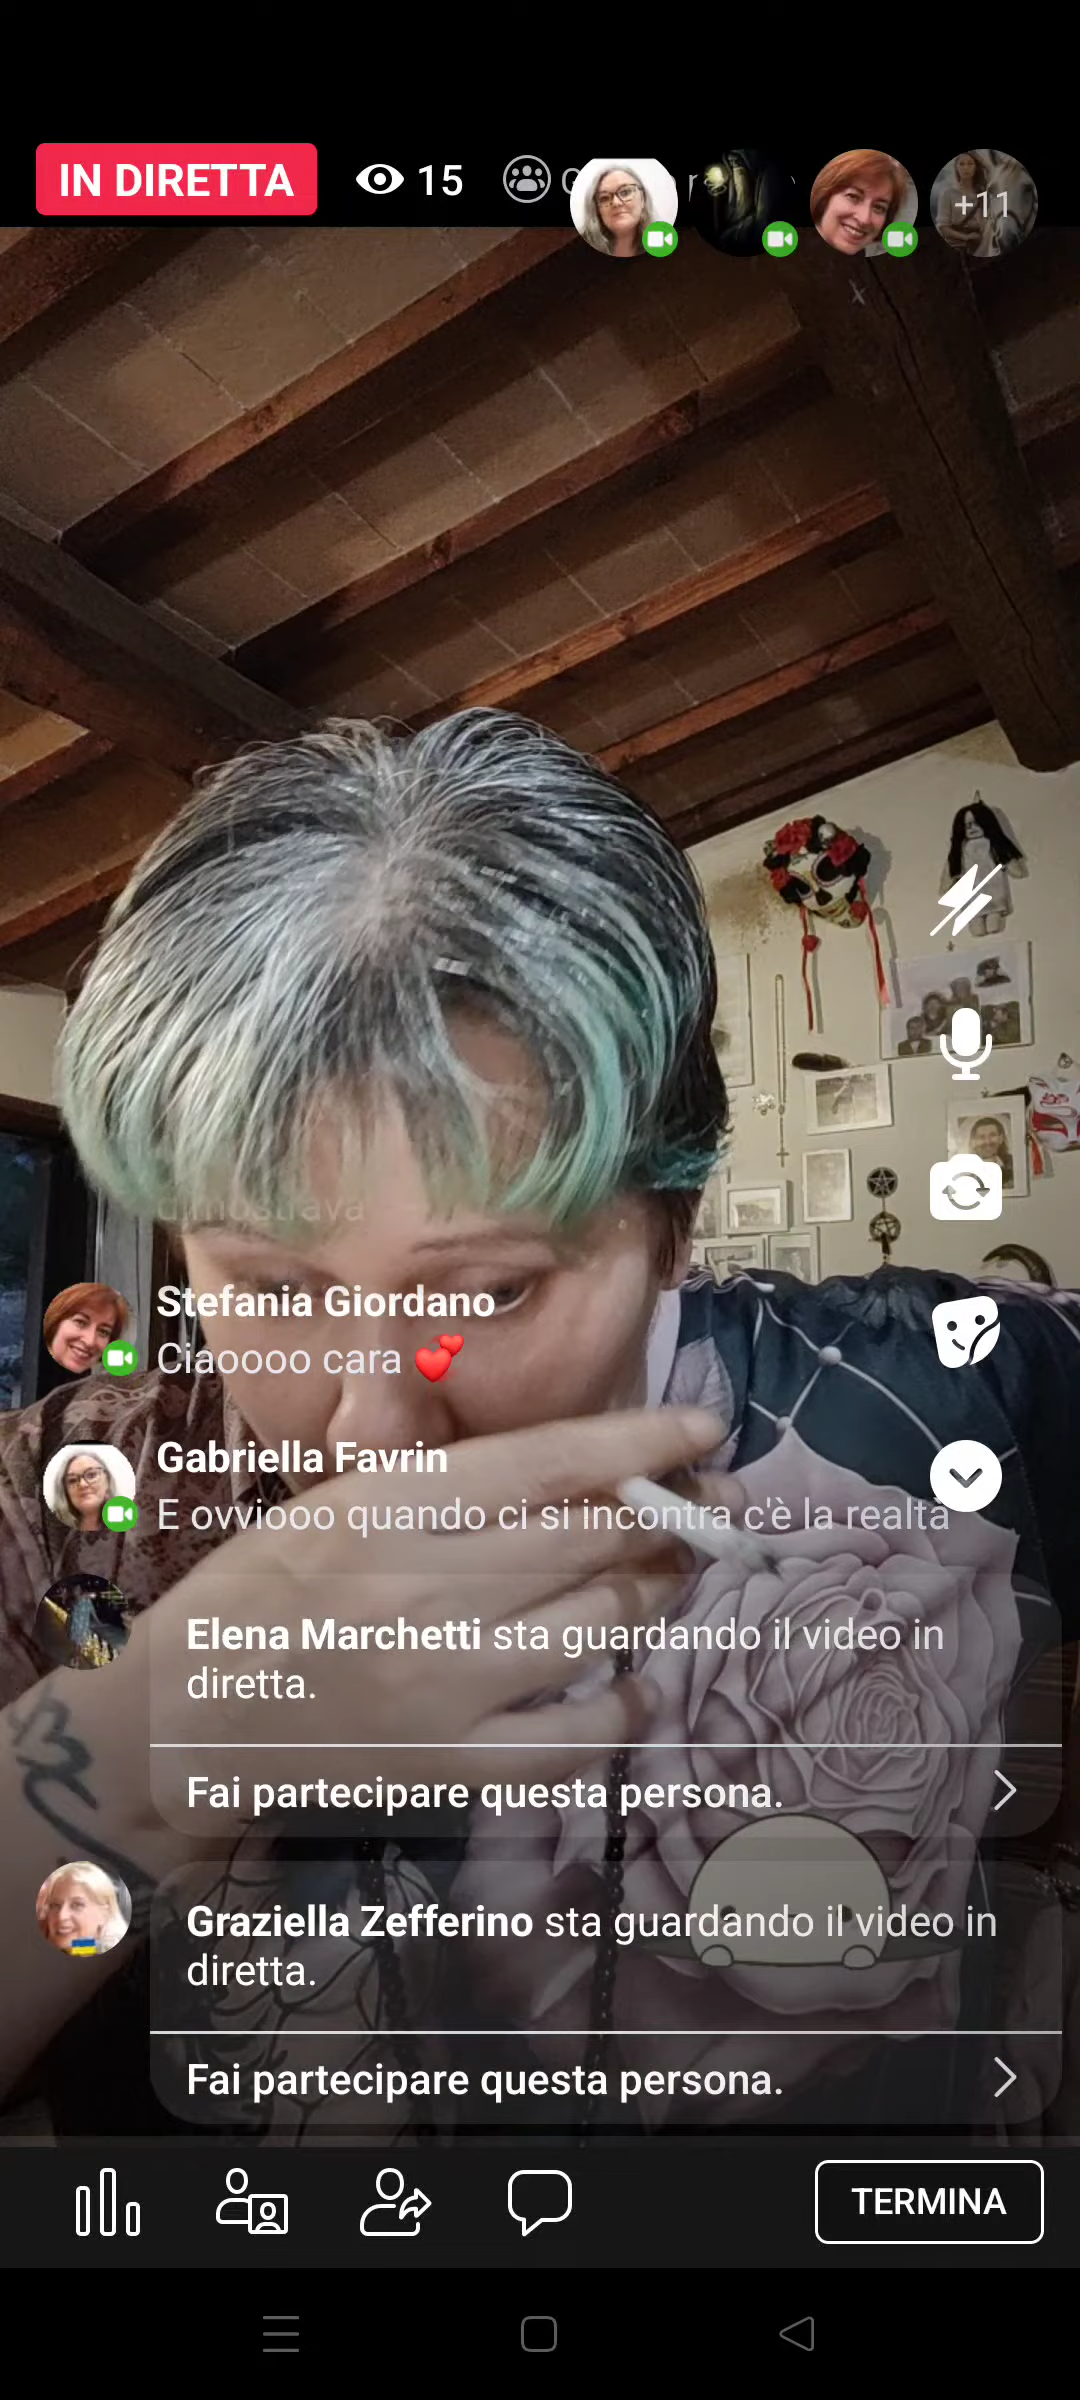 IN DIRETTA
15
+11
dimostrava
Stefania Giordano
Ciaoooo cara 💕
Gabriella Favrin
E ovviooo quando ci si incontra c'è la realtà
Elena Marchetti sta guardando il video in
diretta.
Fai partecipare questa persona.
Graziella Zefferino sta guardando il video in
diretta.
Fai partecipare questa persona.
TERMINA